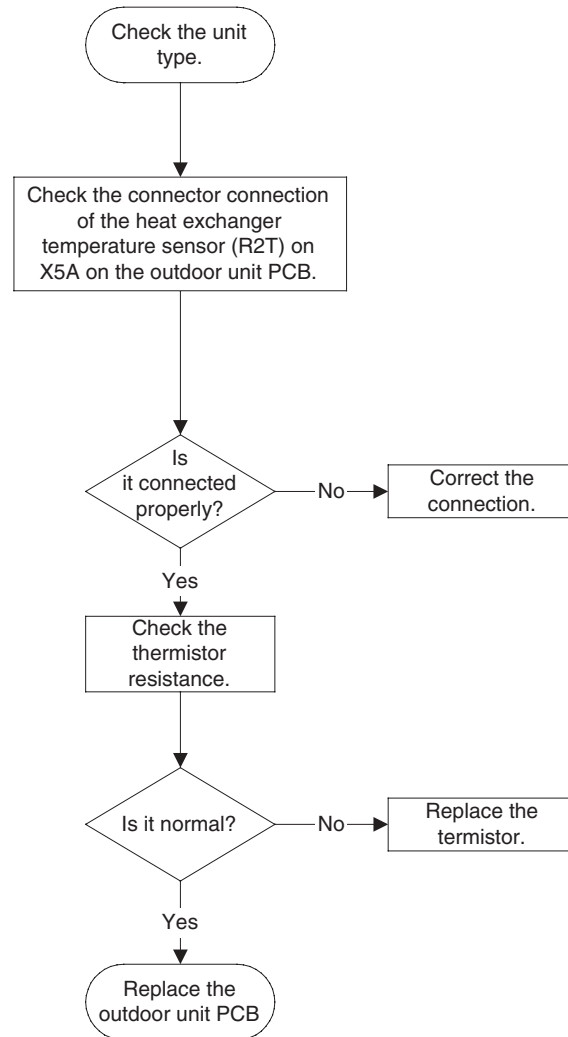 Check the unit
type.
Check the connector connection
of the heat exchanger
temperature sensor (R2T) on
X5A on the outdoor unit PCB.
Is
it connected
properly?
No
Correct the
connection.
Yes
Check the
thermistor
resistance.
Is it normal?
No
Replace the
termistor.
Yes
Replace the
outdoor unit PCB